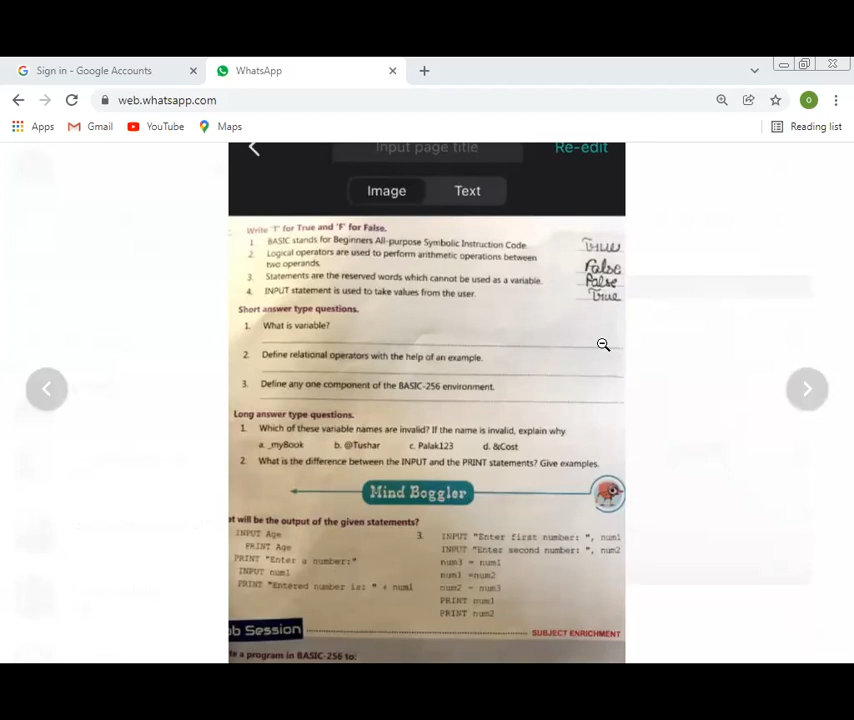 Sign in - Google Accounts
WhatsApp
web.whatsapp.com
Apps
Gmail
YouTube
Maps
Reading list
Input page title
Re-edit
Image
Text
Write 'T' for True and 'F' for False.
1. BASIC stands for Beginners All-purpose Symbolic Instruction Code. True
2. Logical operators are used to perform arithmetic operations between
two operands. False
3. Statements are the reserved words which cannot be used as a variable. False
4. INPUT statement is used to take values from the user. True
Short answer type questions.
1. What is variable?
2. Define relational operators with the help of an example.
3. Define any one component of the BASIC-256 environment.
Long answer type questions.
1. Which of these variable names are invalid? If the name is invalid, explain why.
a. _myBook b. @Tushar c. Palak123 d. &Cost
2. What is the difference between the INPUT and the PRINT statements? Give examples.
Mind Boggler
at will be the output of the given statements?
INPUT Age
PRINT Age
PRINT "Enter a number:"
INPUT num1
PRINT "Entered number is: " + num1
3. INPUT "Enter first number: ", num1
INPUT "Enter second number: ", num2
num3 = num1
num1 =num2
num2 = num3
PRINT num1
PRINT num2
ob Session
SUBJECT ENRICHMENT
te a program in BASIC-256 to: